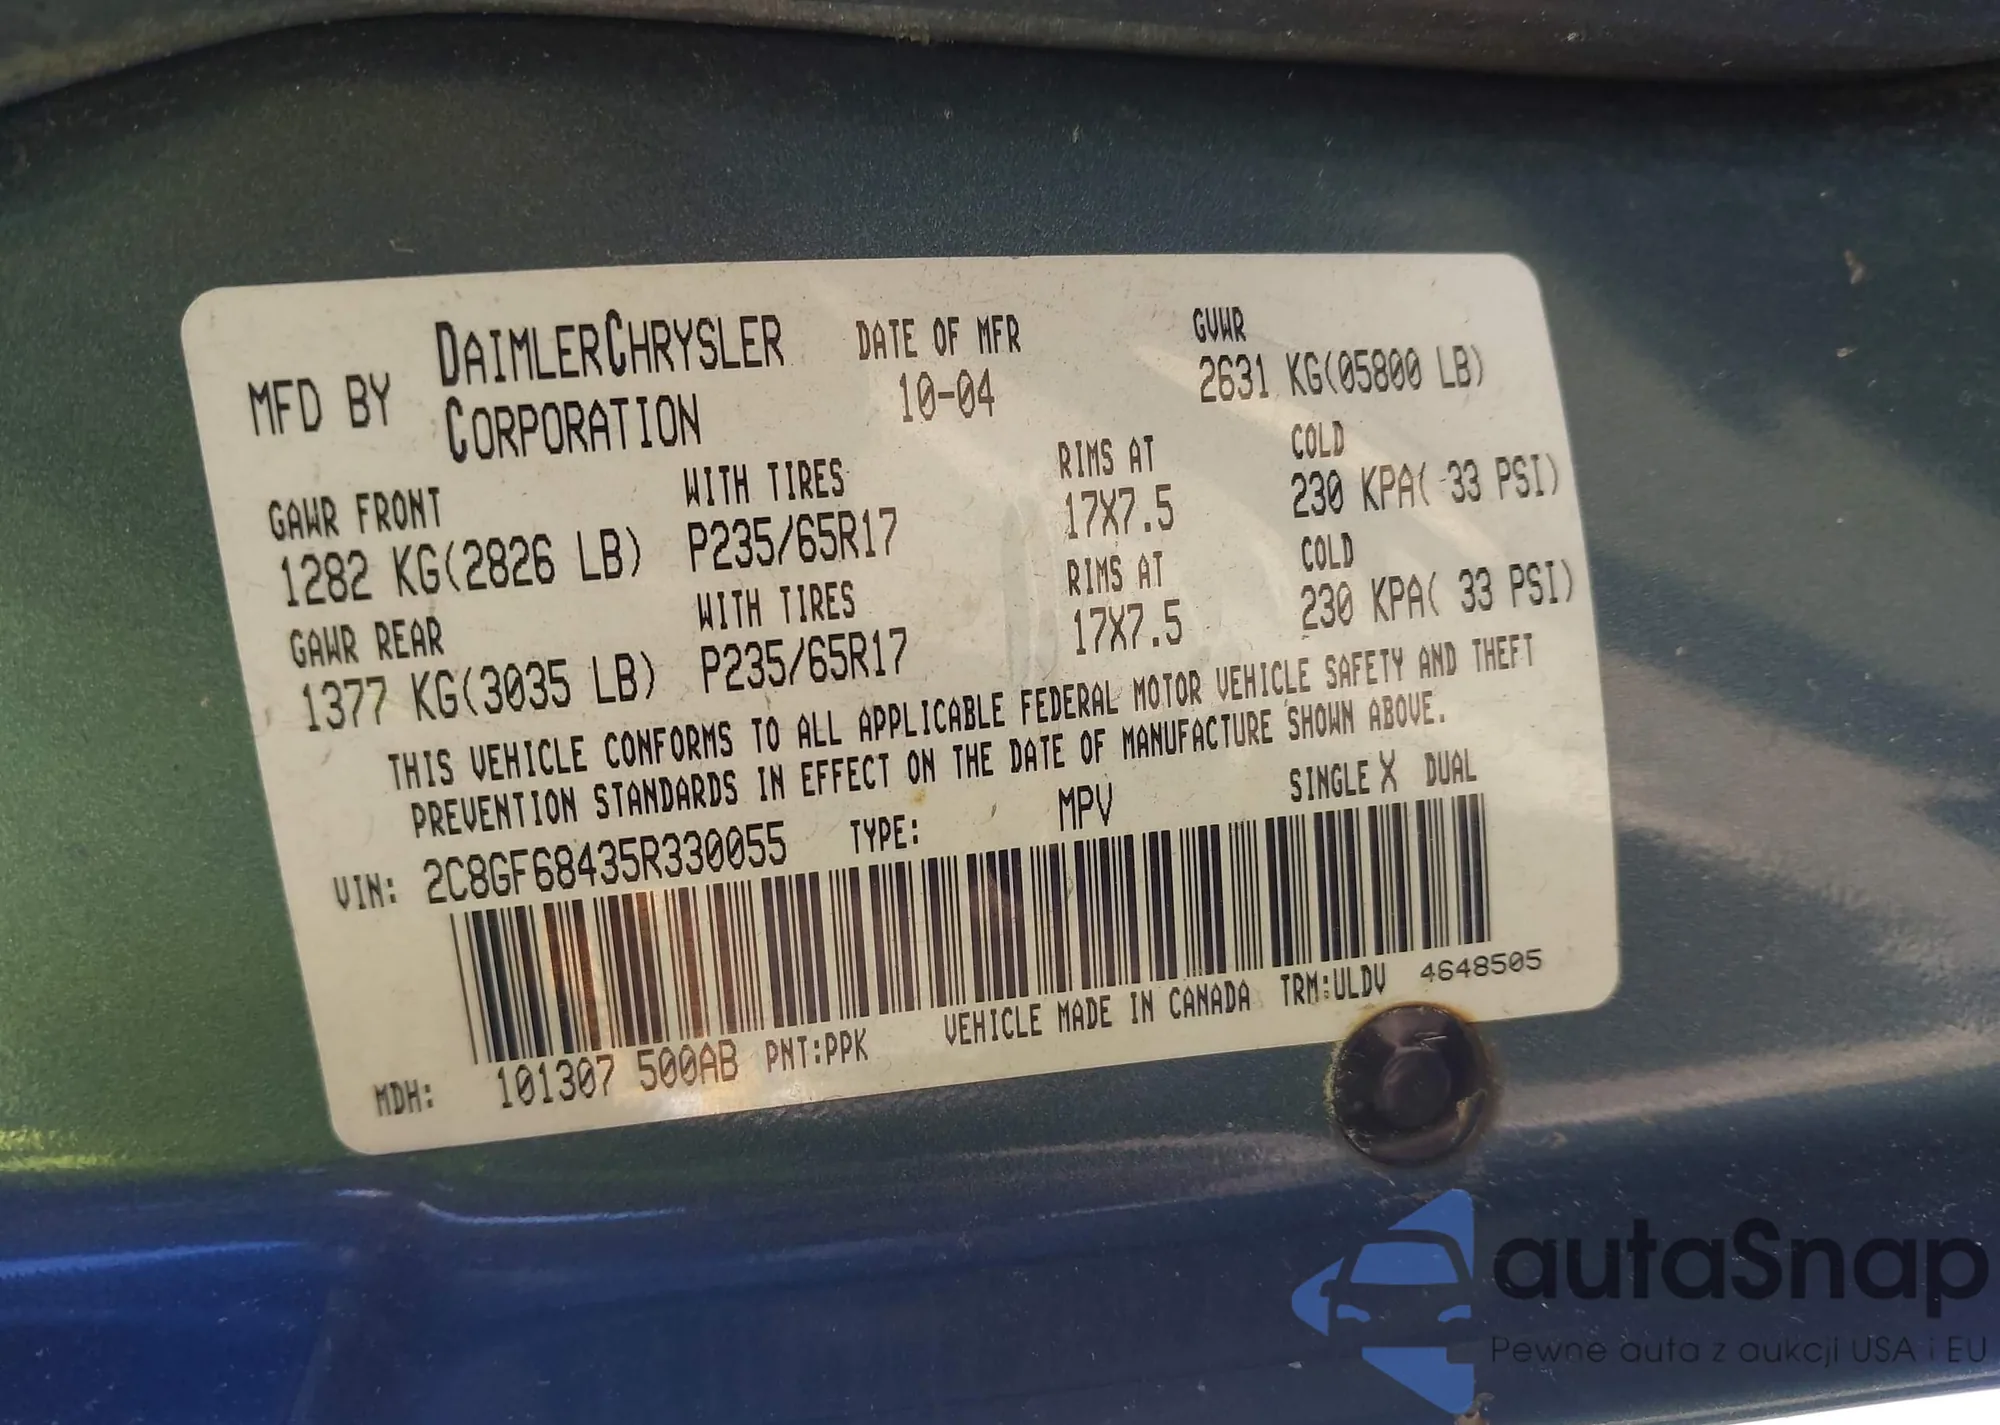 MFD BY DAIMLERCHRYSLER CORPORATION
DATE OF MFR
10-04
GVWR
2631 KG(05800 LB)
GAWR FRONT WITH TIRES RIMS AT COLD
1282 KG(2826 LB) P235/65R17 17X7.5 230 KPA( 33 PSI)
GAWR REAR WITH TIRES RIMS AT COLD
1377 KG(3035 LB) P235/65R17 17X7.5 230 KPA( 33 PSI)
THIS VEHICLE CONFORMS TO ALL APPLICABLE FEDERAL MOTOR VEHICLE SAFETY AND THEFT
PREVENTION STANDARDS IN EFFECT ON THE DATE OF MANUFACTURE SHOWN ABOVE.
VIN: 2C8GF68435R330055 TYPE: MPV SINGLE X DUAL
MDH: 101307 500AB PNT:PPK VEHICLE MADE IN CANADA TRM:ULDV 4648505
autaSnap
Pewne auta z aukcji USA i EU